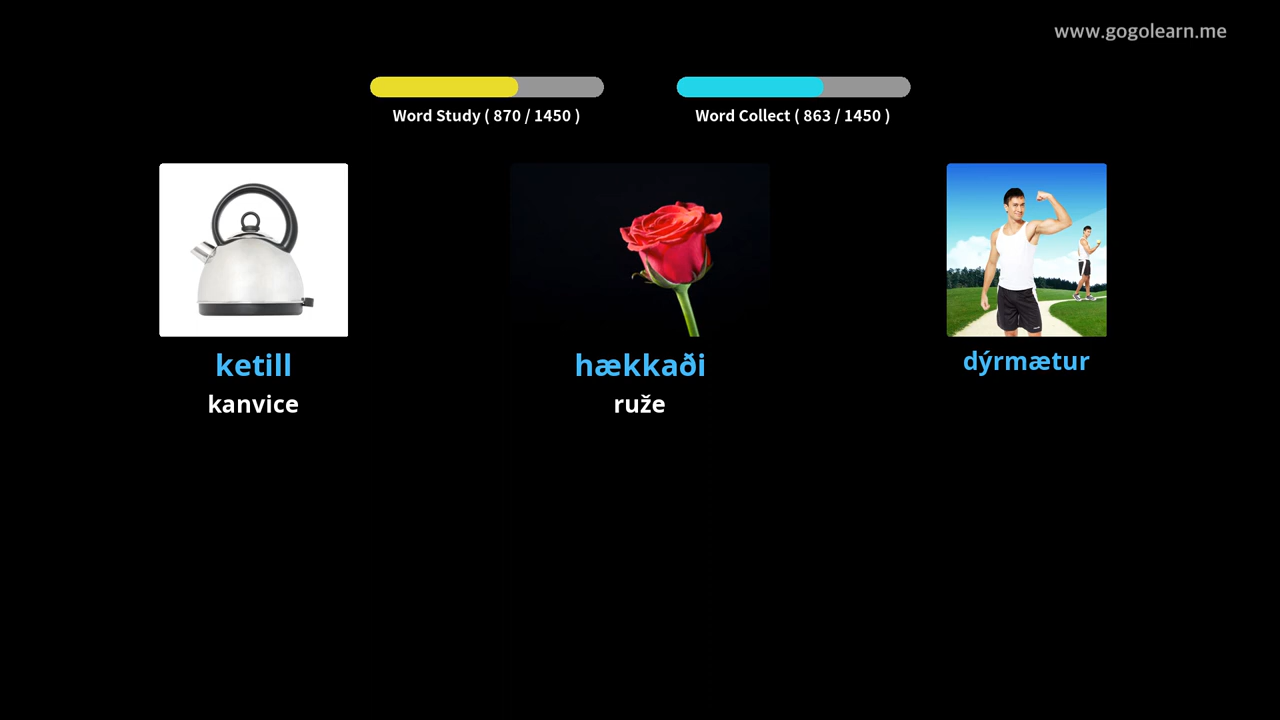 www.gogolearn.me
Word Study ( 870 / 1450 )
Word Collect ( 863 / 1450 )
ketill
hækkaði
dýrmætur
kanvice
ruže